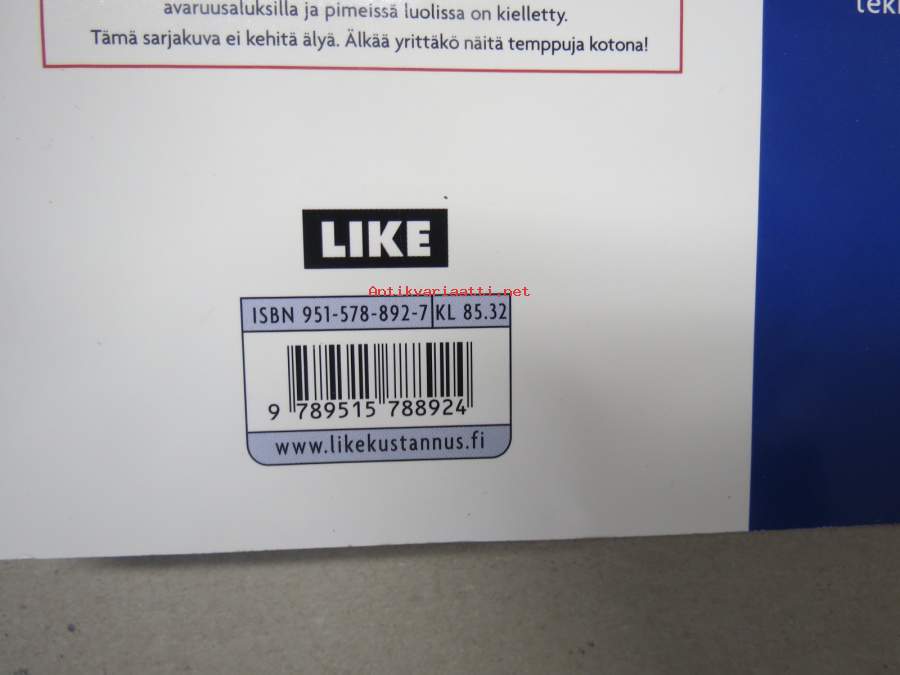 avaruusaluksilla ja pimeissä luolissa on kielletty.
Tämä sarjakuva ei kehitä älyä. Älkää yrittäkö näitä temppuja kotona!
LIKE
Antikvariaatti.net
ISBN 951-578-892-7 KL 85.32
9 789515 788924
www.likekustannus.fi